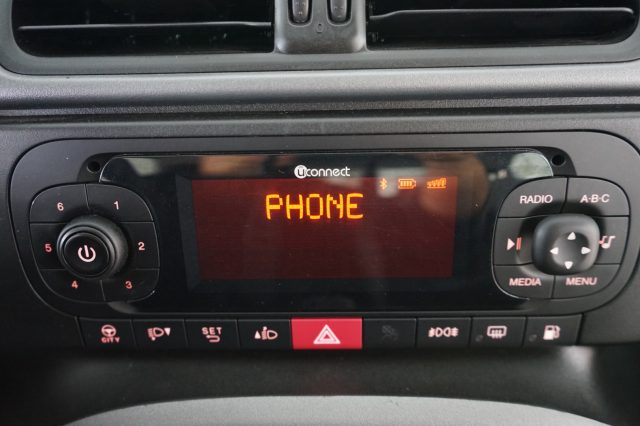 Uconnect
PHONE
6 1
5 2
4 3
RADIO A·B·C
MEDIA MENU
CITY
SET